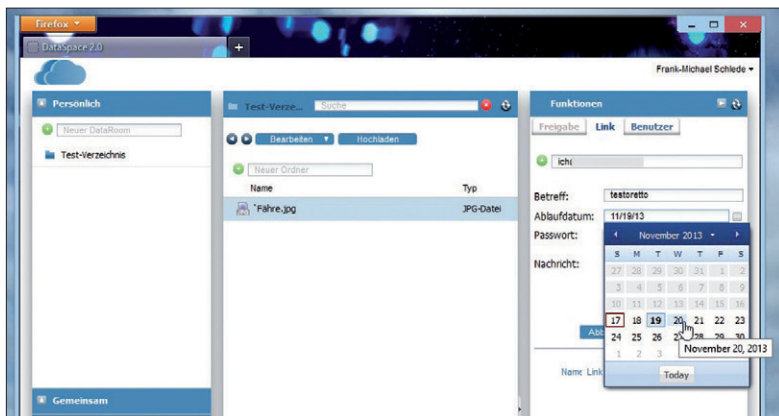 Firefox
DataSpace 2.0
Frank-Michael Schlede
Persönlich
Neuer DataRoom
Test-Verzeichnis
Gemeinsam
Test-Verze... Suche
Bearbeiten Hochladen
Neuer Ordner
Name Typ
`Fähre.jpg JPG-Datei
Funktionen
Freigabe Link Benutzer
ich(
Betreff: testoretto
Ablaufdatum: 11/19/13
Passwort:
Nachricht:
November 2013
S M T W T F S
27 28 29 30 31 1 2
3 4 5 6 7 8 9
10 11 12 13 14 15 16
17 18 19 20 21 22 23
24 25 26 28 29 30
1 2 3
November 20, 2013
Today
Abb
Name Link